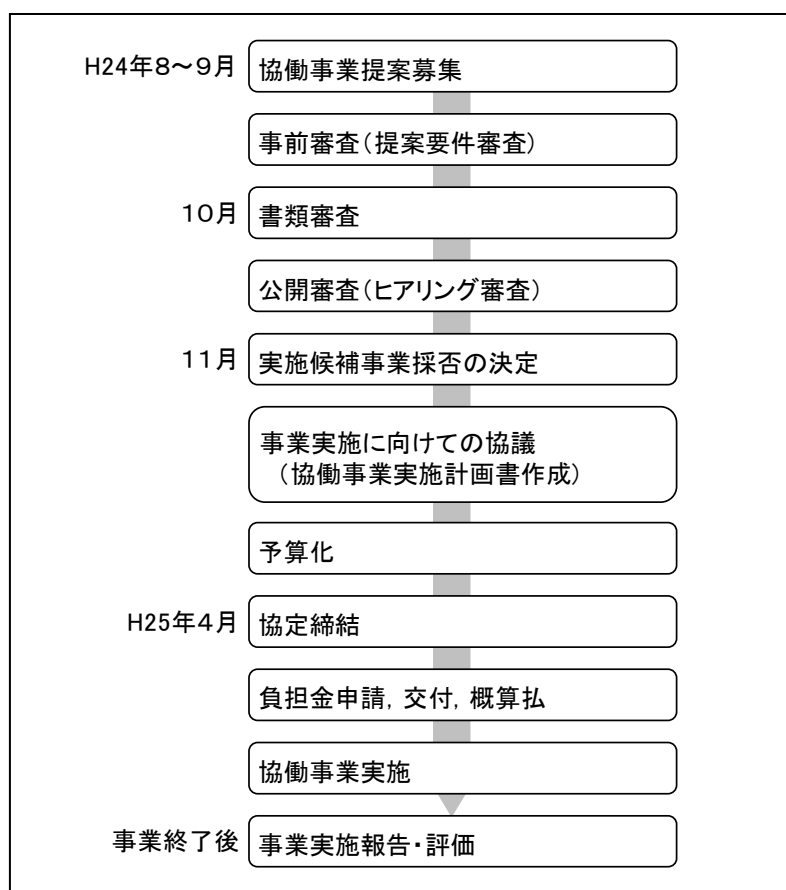 H24年8～9月 協働事業提案募集
事前審査(提案要件審査)
10月 書類審査
公開審査(ヒアリング審査)
11月 実施候補事業採否の決定
事業実施に向けての協議
(協働事業実施計画書作成)
予算化
H25年4月 協定締結
負担金申請，交付，概算払
協働事業実施
事業終了後 事業実施報告・評価